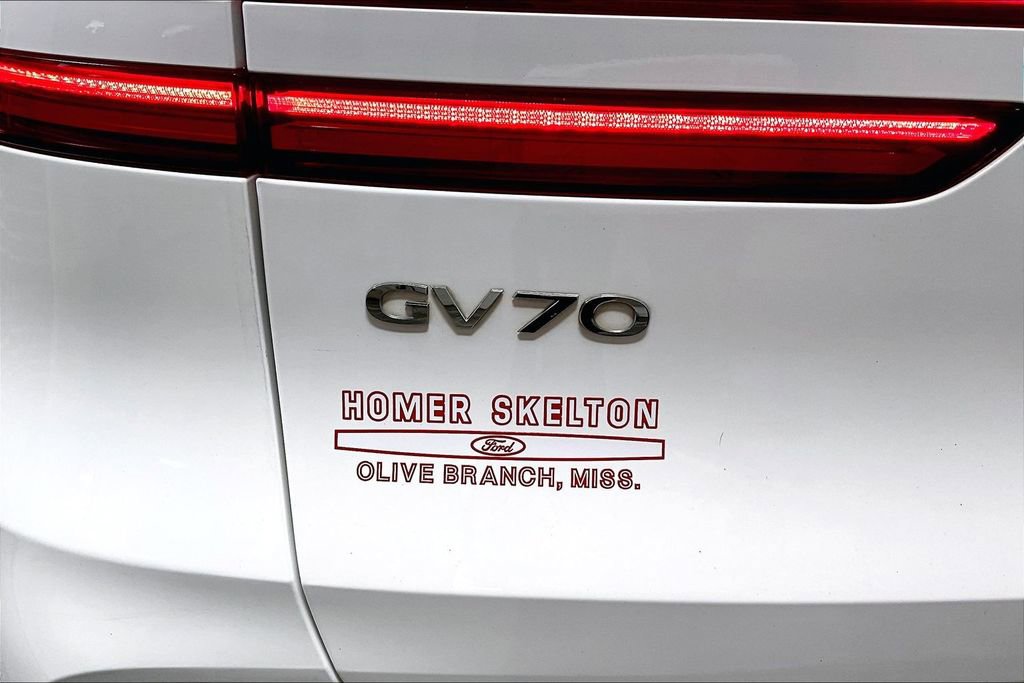 GV70
HOMER SKELTON
Ford
OLIVE BRANCH, MISS.